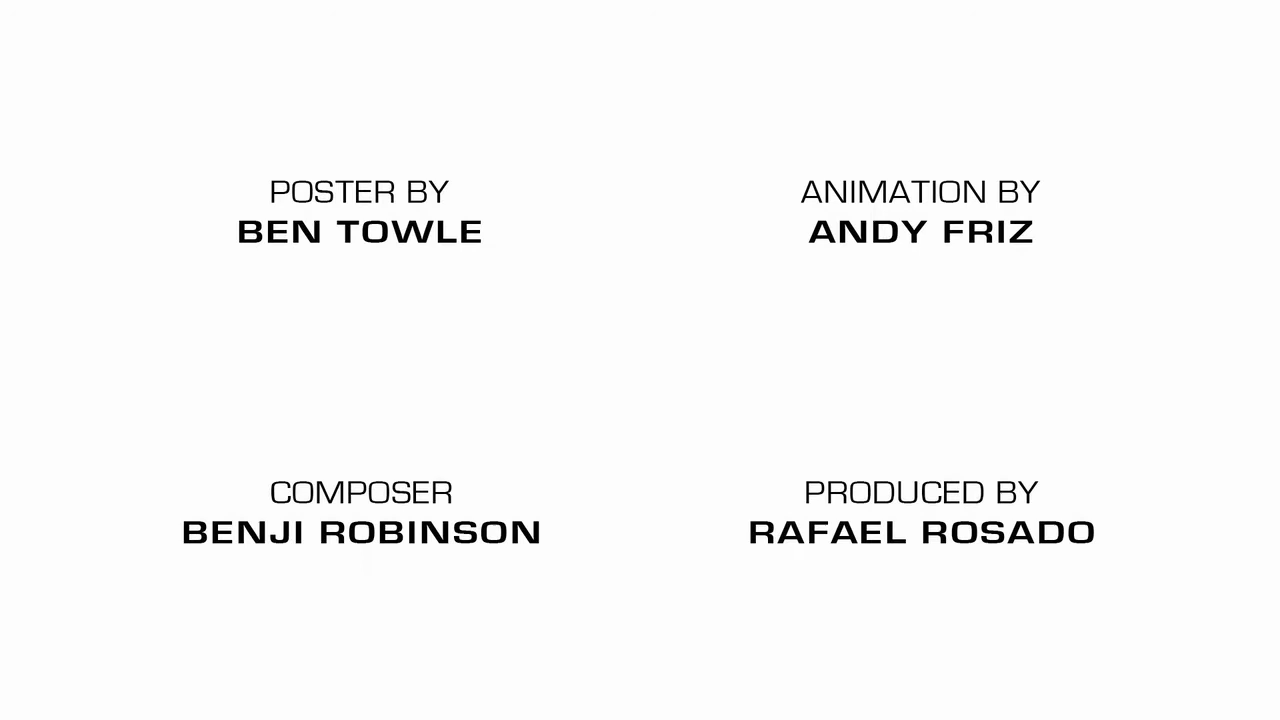 POSTER BY
BEN TOWLE
ANIMATION BY
ANDY FRIZ
COMPOSER
BENJI ROBINSON
PRODUCED BY
RAFAEL ROSADO